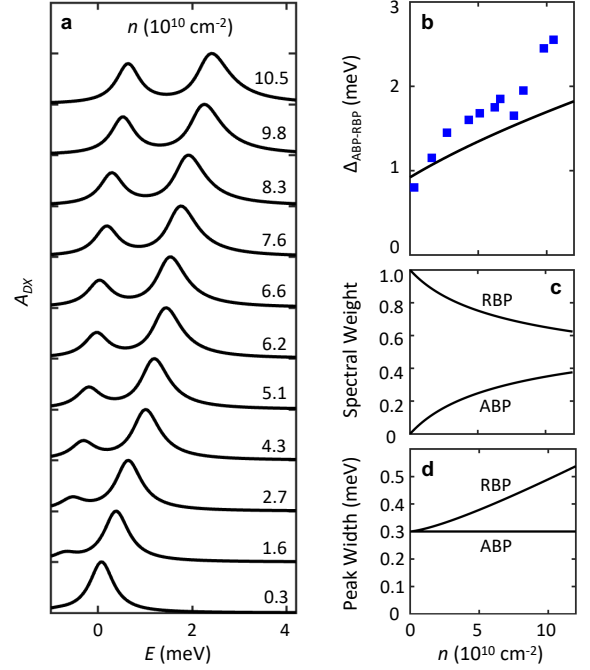 a
n (10¹⁰ cm⁻²)
10.5
9.8
8.3
7.6
6.6
6.2
5.1
4.3
2.7
1.6
0.3
A_DX
0 2 4
E (meV)
b
3
2
1
0
Δ_ABP-RBP (meV)
c
1.0
0.8
0.6
0.4
0.2
0
Spectral Weight
RBP
ABP
d
0.5
0.4
0.3
0.2
0.1
0
Peak Width (meV)
RBP
ABP
0 5 10
n (10¹⁰ cm⁻²)